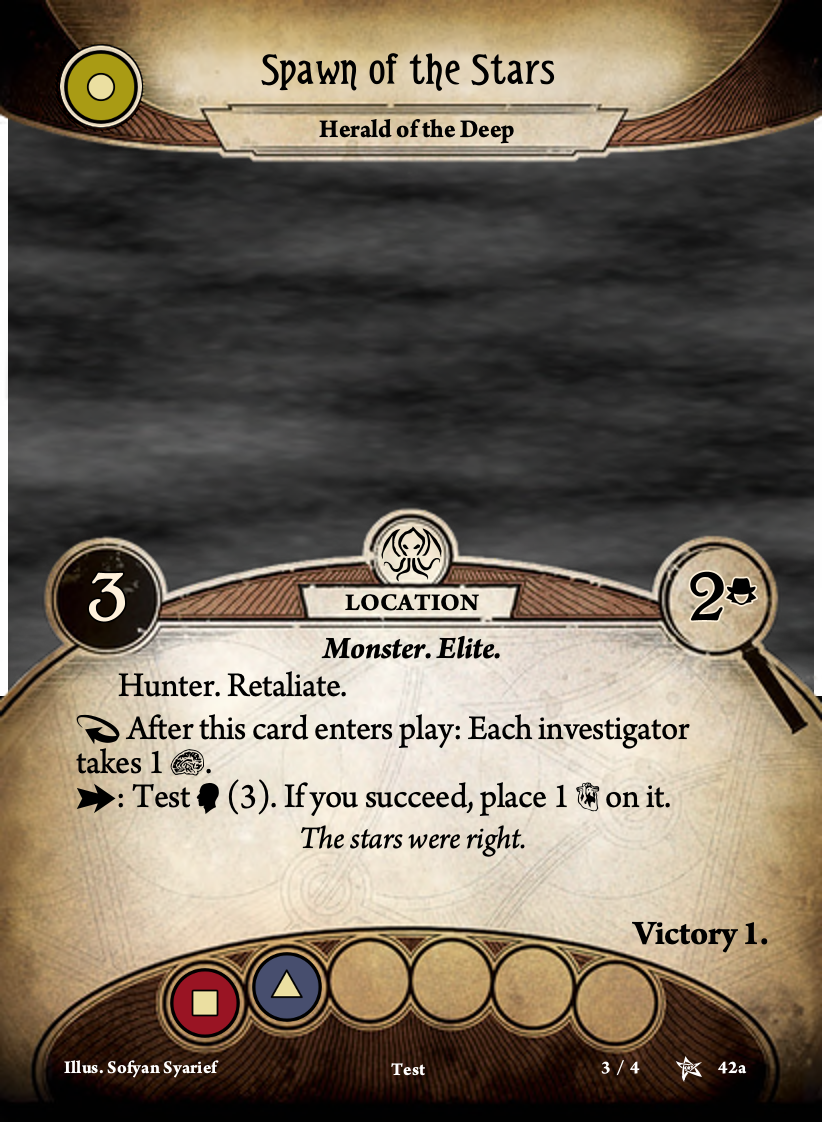 Spawn of the Stars
Herald of the Deep
3
2
LOCATION
Monster. Elite.
Hunter. Retaliate.
After this card enters play: Each investigator
takes 1 .
: Test (3). If you succeed, place 1 on it.
The stars were right.
Victory 1.
Illus. Sofyan Syarief
Test
3 / 4
42a